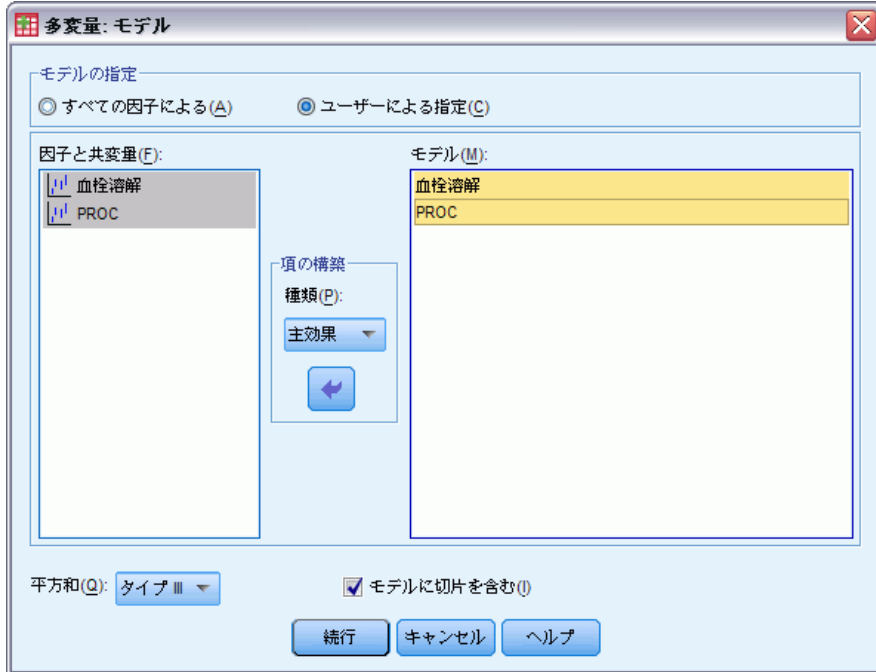 多変量: モデル
モデルの指定
すべての因子による(A)
ユーザーによる指定(C)
因子と共変量(F):
血栓溶解
PROC
項の構築
種類(P):
主効果
モデル(M):
血栓溶解
PROC
平方和(Q):
タイプ III
モデルに切片を含む(I)
続行
キャンセル
ヘルプ